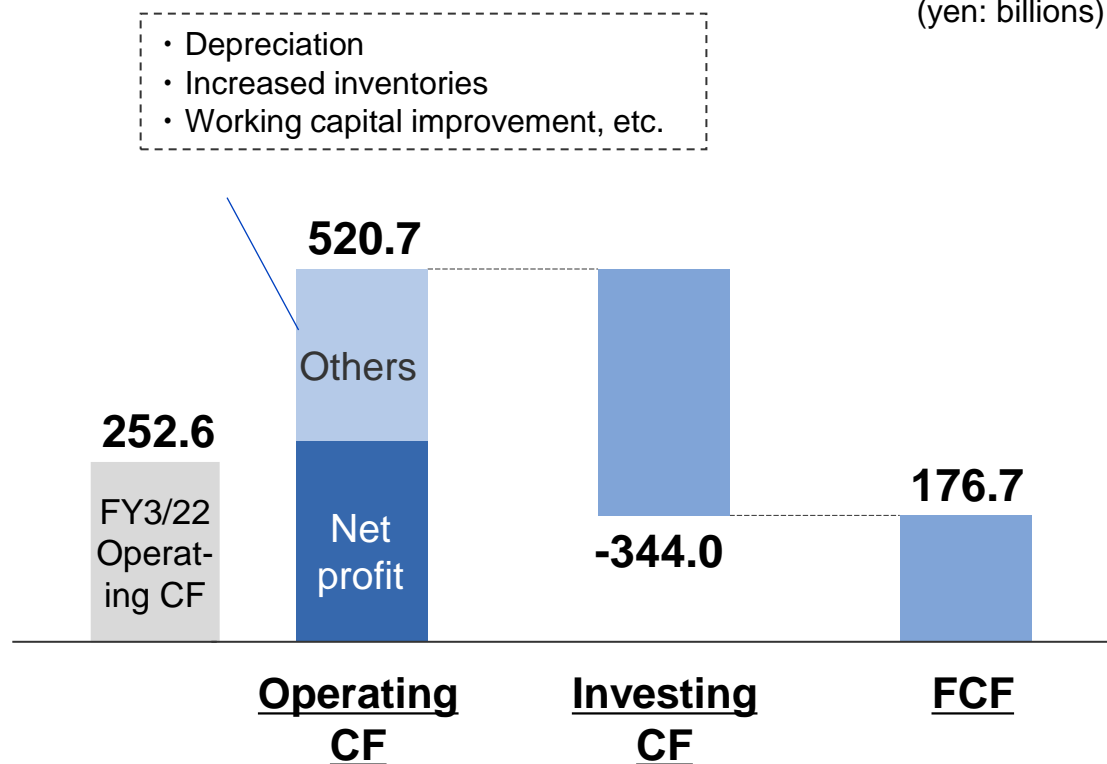 (yen: billions)
・Depreciation
・Increased inventories
・Working capital improvement, etc.
520.7
Others
252.6
FY3/22
Operat-
ing CF
Net
profit
-344.0
176.7
Operating
CF
Investing
CF
FCF